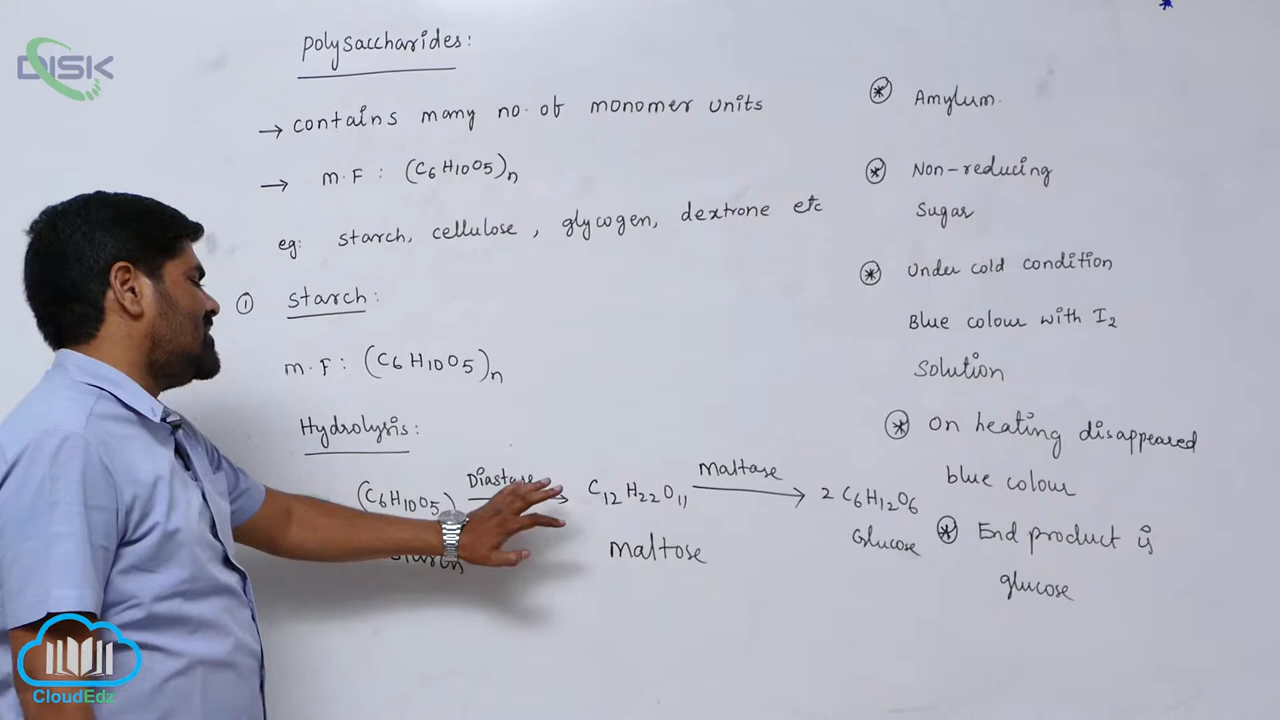 DISK
Polysaccharides:
→ contains many no. of monomer units
→ m.F : (C6H10O5)n
eg: starch, cellulose, glycogen, dextrone etc
① Starch:
m.F: (C6H10O5)n
Hydrolysis:
(C6H10O5) Diastase → C12H22O11 Maltase → 2 C6H12O6
Starch maltose Glucose
* Amylum.
* Non-reducing
Sugar
* Under cold condition
Blue colour with I2
Solution
* On heating disappeared
blue colour
* End product is
glucose
CloudEdz